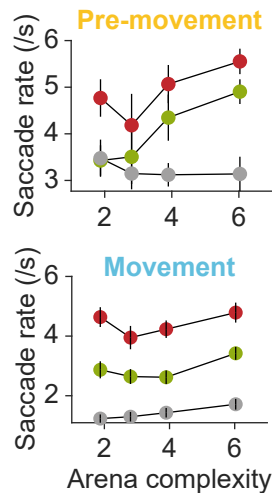 Pre-movement
Saccade rate (/s)
6
5
4
3
2 4 6
Movement
Saccade rate (/s)
6
4
2
2 4 6
Arena complexity